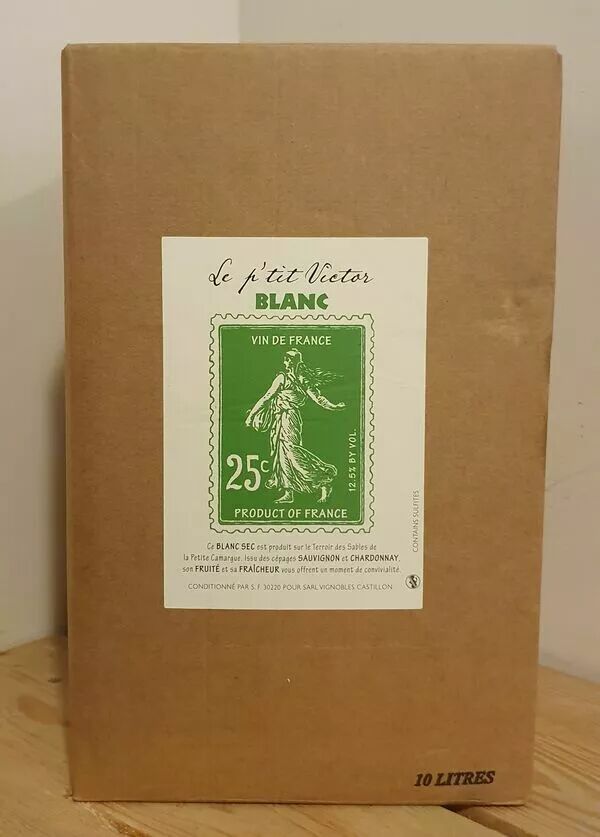 Le p'tit Victor
BLANC
VIN DE FRANCE
25c
12.5% BY VOL.
PRODUCT OF FRANCE
CONTAINS SULFITES
Ce BLANC SEC est produit sur le Terroir des Sables de
la Petite Camargue. Issu des cépages SAUVIGNON et CHARDONNAY,
son FRUITÉ et sa FRAÎCHEUR vous offrent un moment de convivialité.
CONDITIONNÉ PAR S. F. 30220 POUR SARL VIGNOBLES CASTILLON
10 LITRES